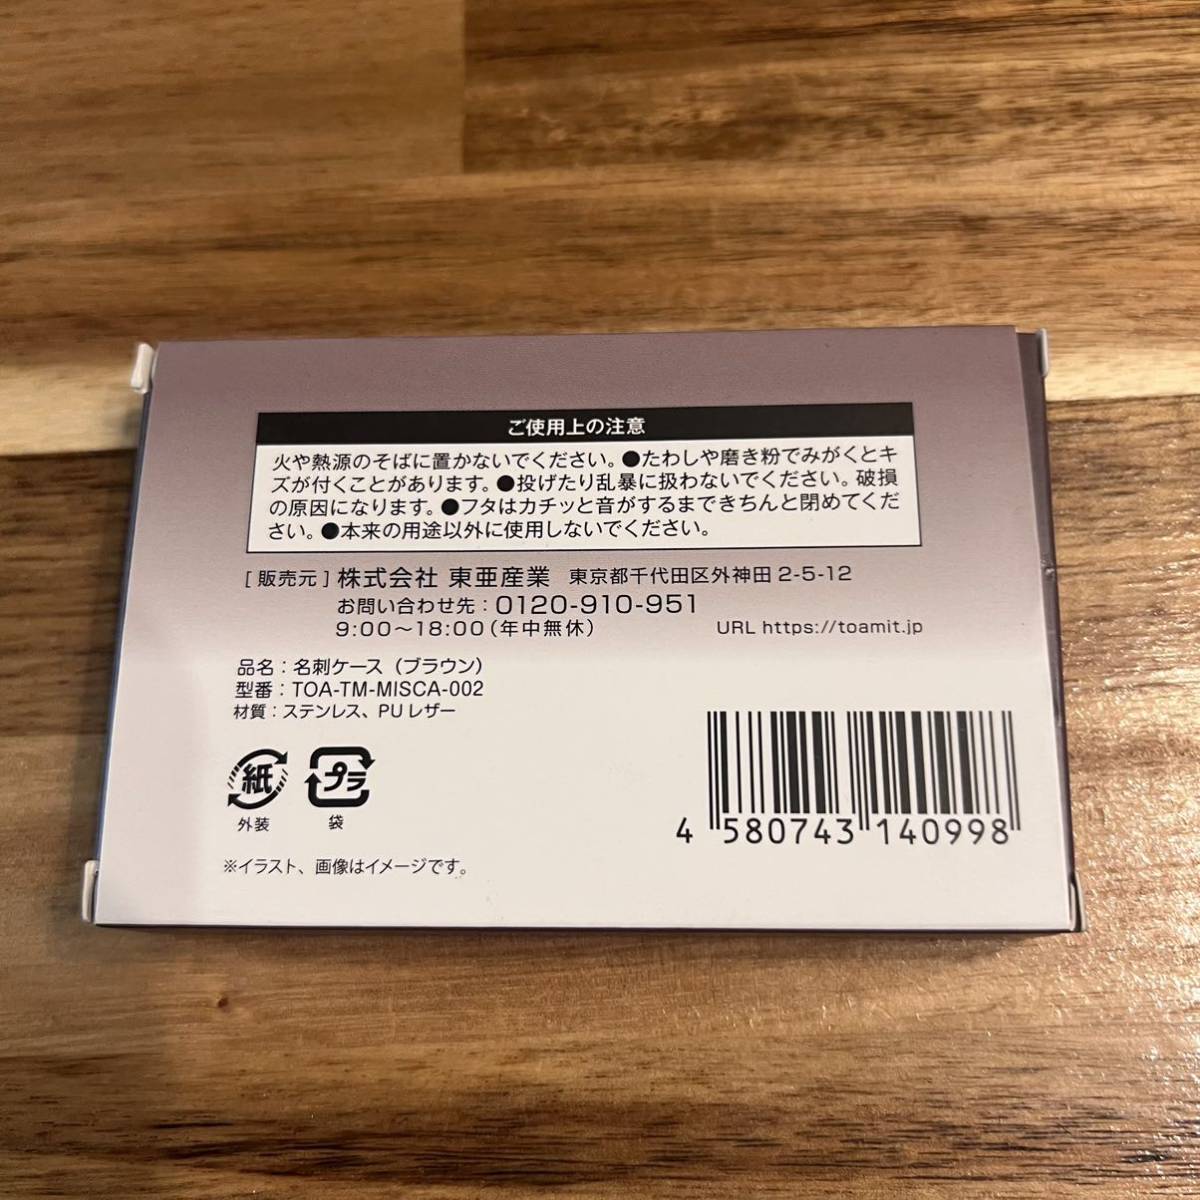 ご使用上の注意
火や熱源のそばに置かないでください。●たわしや磨き粉でみがくとキ
ズが付くことがあります。●投げたり乱暴に扱わないでください。破損
の原因になります。●フタはカチッと音がするまできちんと閉めてくだ
さい。●本来の用途以外に使用しないでください。
[ 販売元 ] 株式会社 東亜産業 東京都千代田区外神田 2-5-12
お問い合わせ先：0120-910-951
9:00～18:00（年中無休） URL https://toamit.jp
品名：名刺ケース（ブラウン）
型番：TOA-TM-MISCA-002
材質：ステンレス、PUレザー
紙 プラ
外装 袋
4 580743 140998
※イラスト、画像はイメージです。